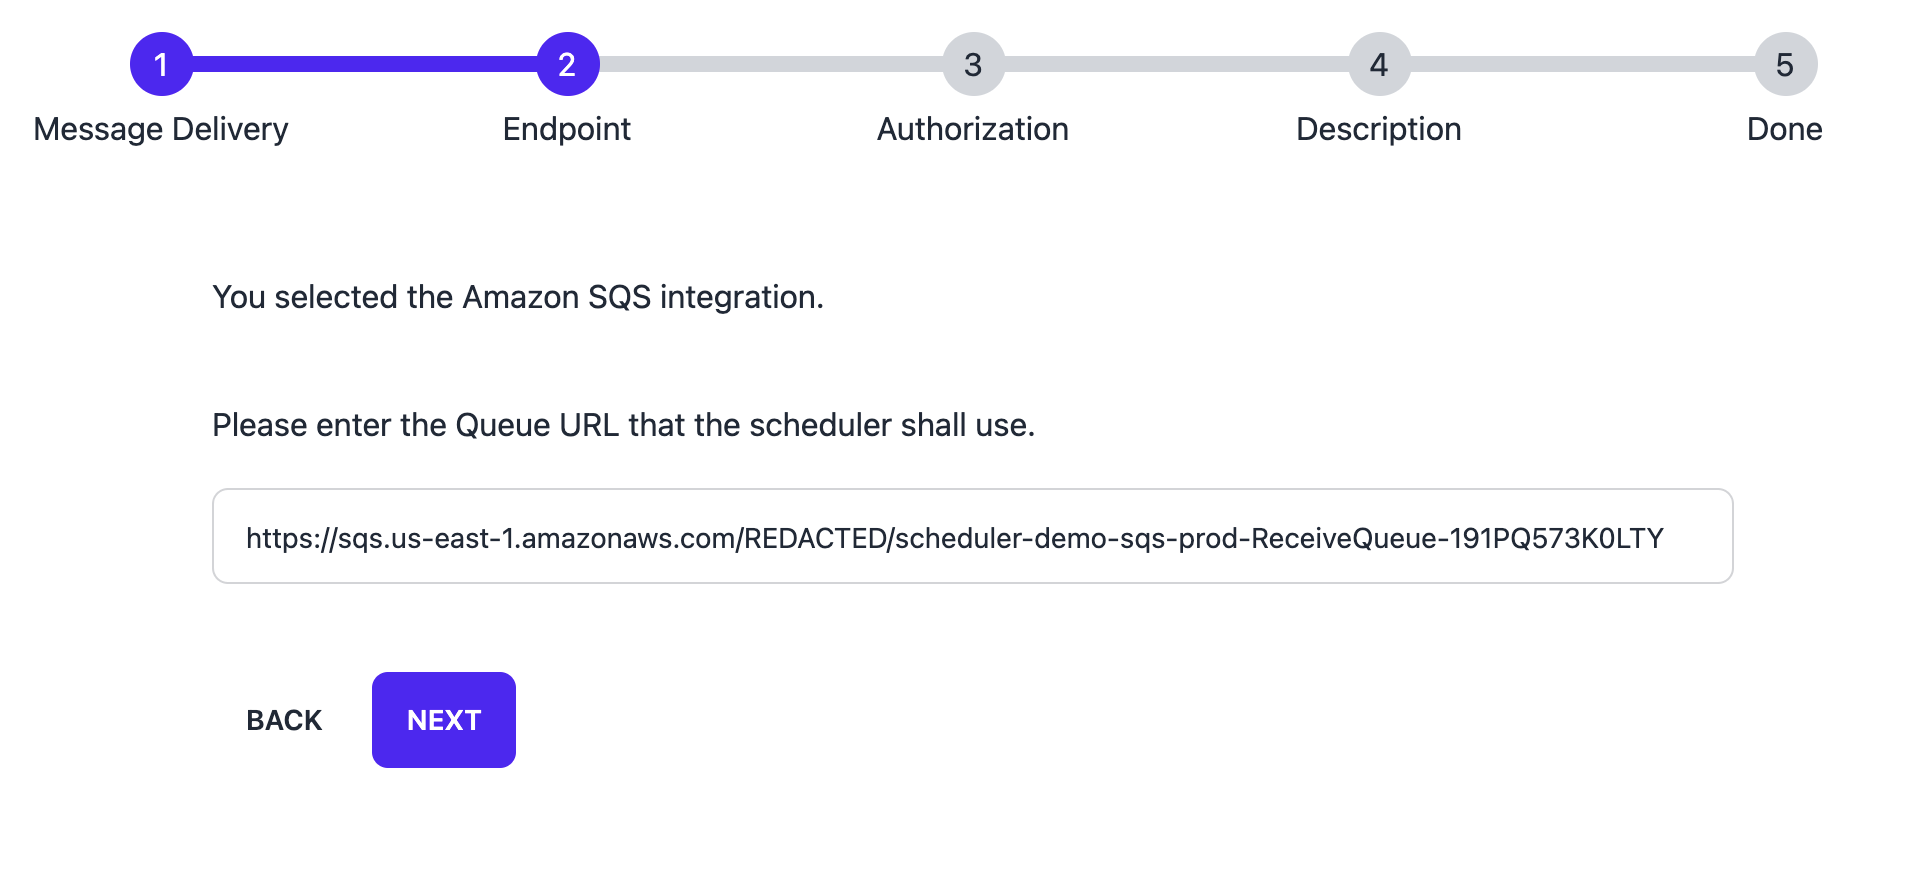 1 2 3 4 5
Message Delivery Endpoint Authorization Description Done
You selected the Amazon SQS integration.
Please enter the Queue URL that the scheduler shall use.
https://sqs.us-east-1.amazonaws.com/REDACTED/scheduler-demo-sqs-prod-ReceiveQueue-191PQ573K0LTY
BACK NEXT